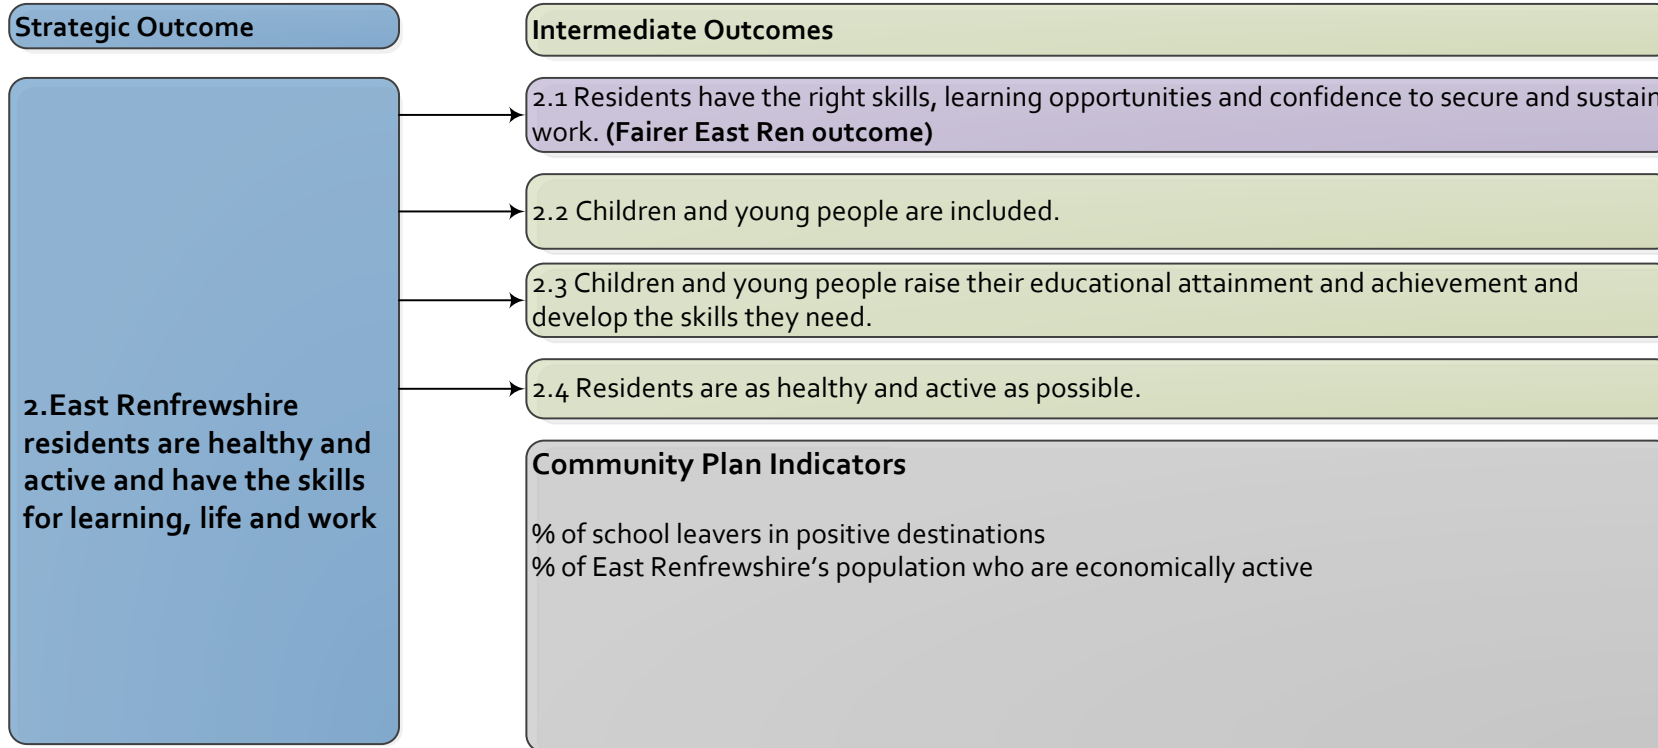 Strategic Outcome
Intermediate Outcomes
2.East Renfrewshire
residents are healthy and
active and have the skills
for learning, life and work
2.1 Residents have the right skills, learning opportunities and confidence to secure and sustain
work. (Fairer East Ren outcome)
2.2 Children and young people are included.
2.3 Children and young people raise their educational attainment and achievement and
develop the skills they need.
2.4 Residents are as healthy and active as possible.
Community Plan Indicators
% of school leavers in positive destinations
% of East Renfrewshire’s population who are economically active